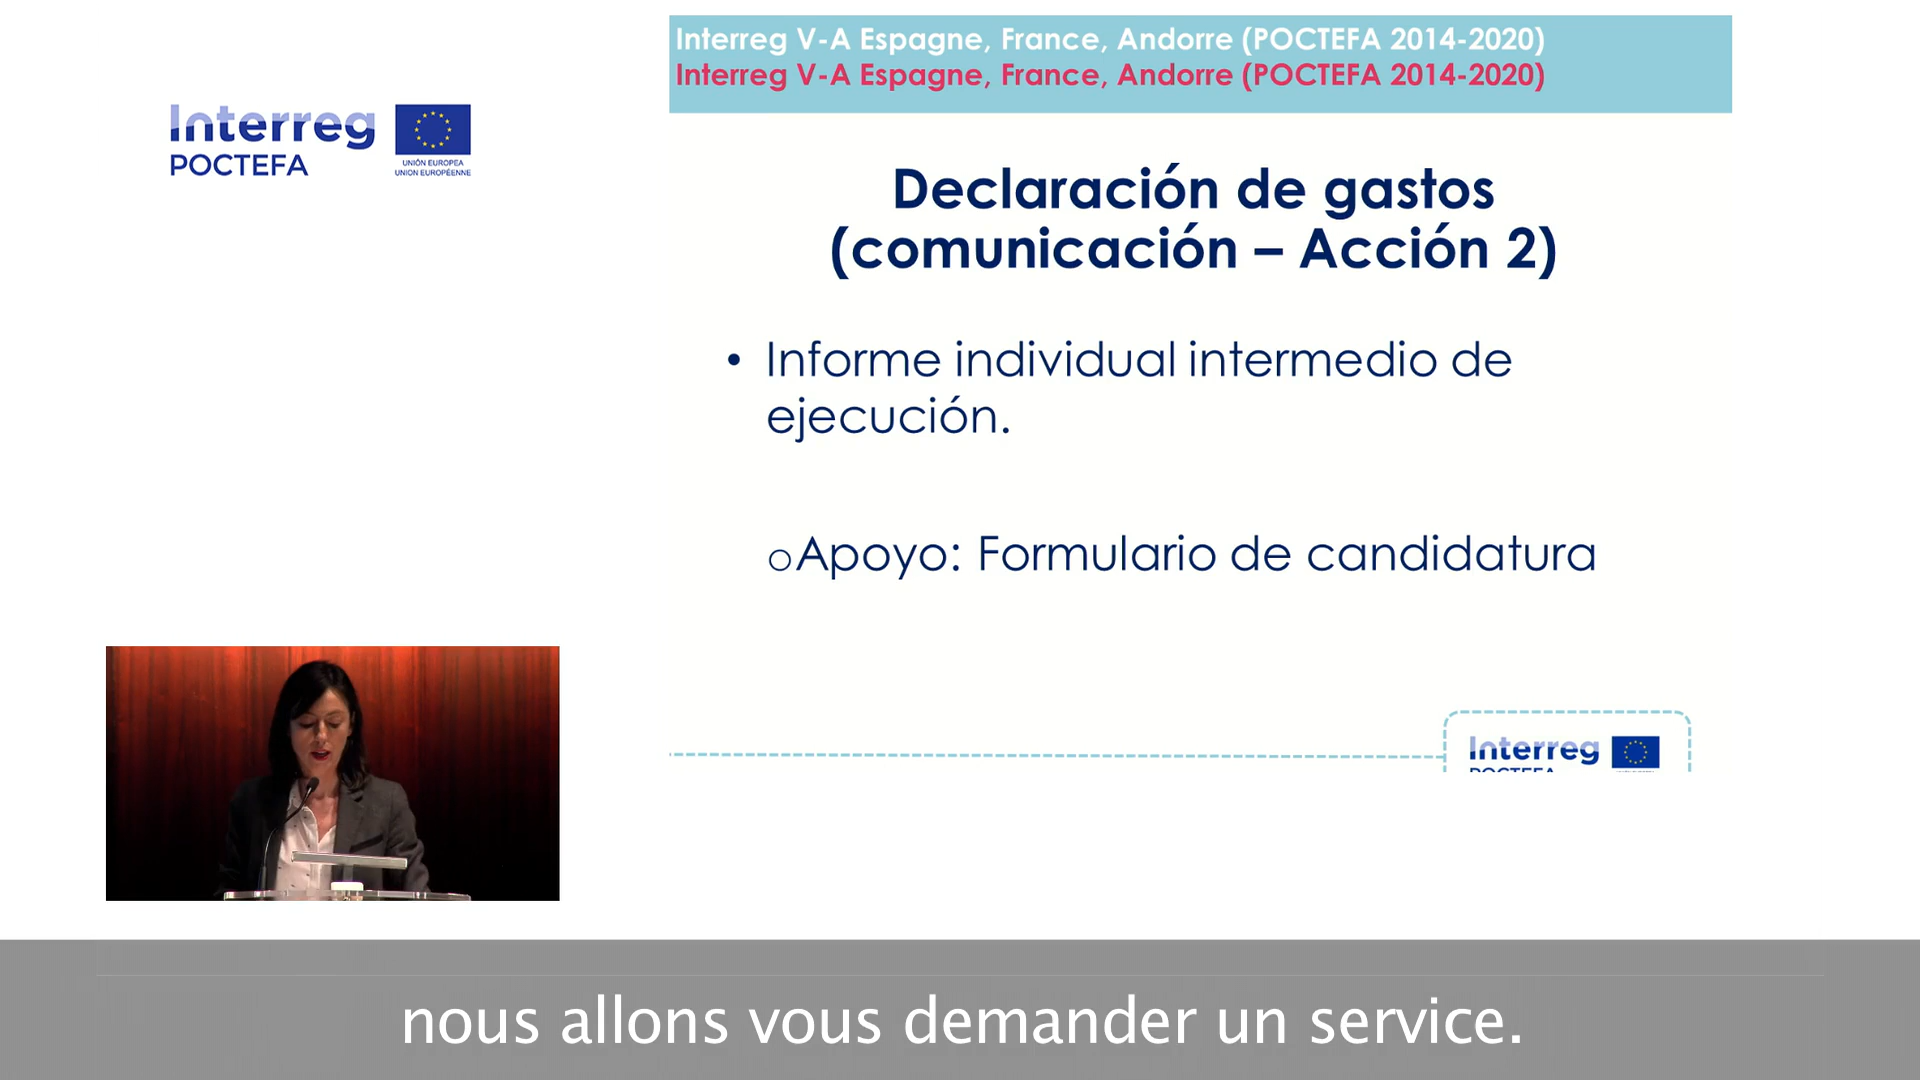 Interreg V-A Espagne, France, Andorre (POCTEFA 2014-2020)
Interreg V-A Espagne, France, Andorre (POCTEFA 2014-2020)
Interreg
POCTEFA
UNIÓN EUROPEA
UNION EUROPÉENNE
Declaración de gastos
(comunicación – Acción 2)
• Informe individual intermedio de
ejecución.
oApoyo: Formulario de candidatura
Interreg
POCTEFA
nous allons vous demander un service.